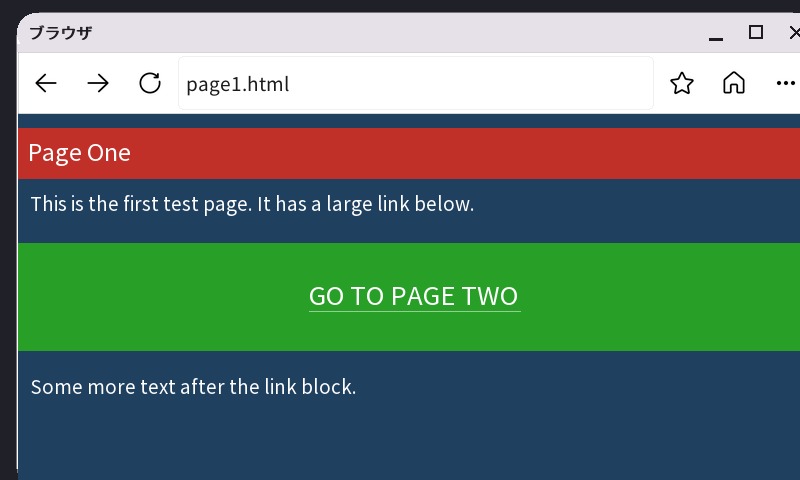 ブラウザ
page1.html
Page One
This is the first test page. It has a large link below.
GO TO PAGE TWO
Some more text after the link block.